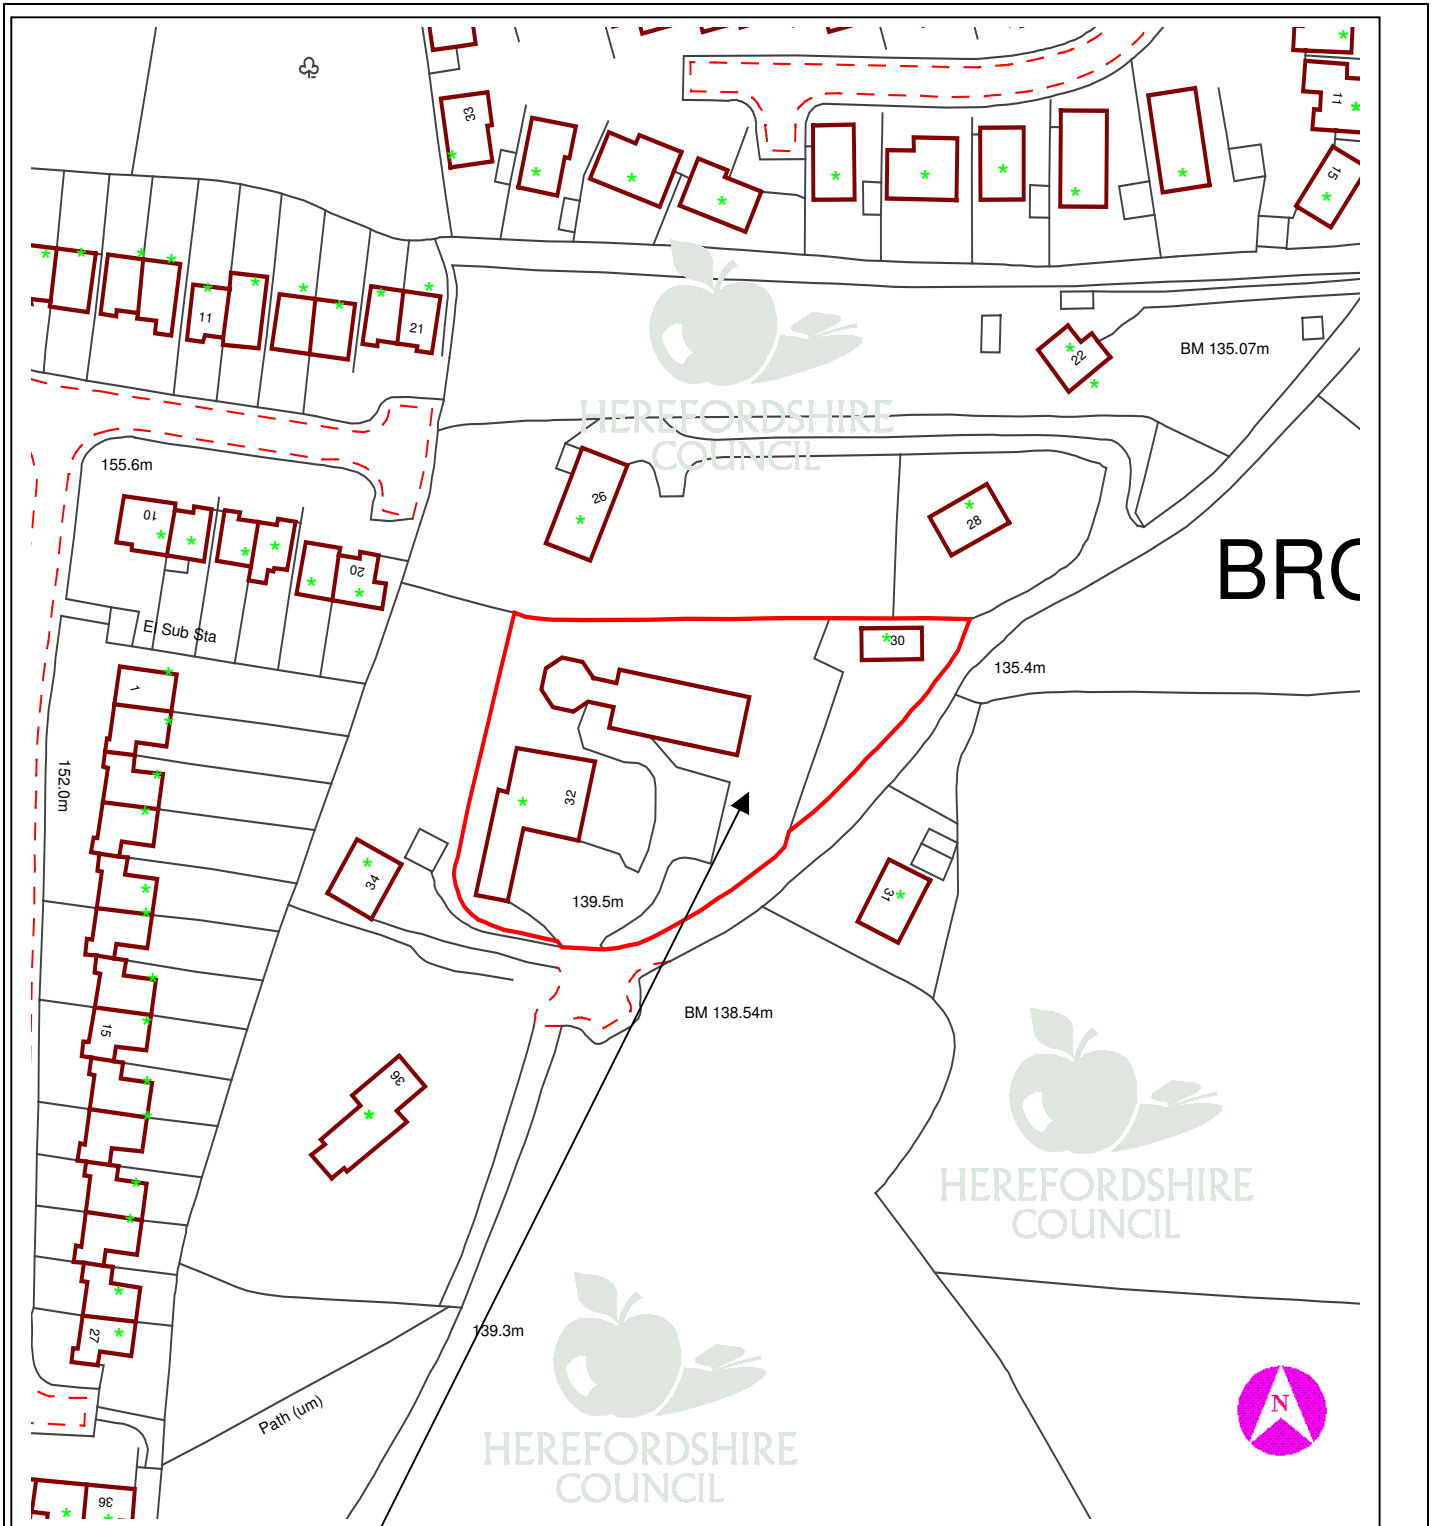 33
11
15
11
21
22
BM 135.07m
HEREFORDSHIRE
COUNCIL
155.6m
10
26
28
20
BRO
El Sub Sta
30
135.4m
1
152.0m
32
34
31
139.5m
BM 138.54m
15
36
HEREFORDSHIRE
COUNCIL
139.3m
27
Path (um)
N
HEREFORDSHIRE
COUNCIL
36